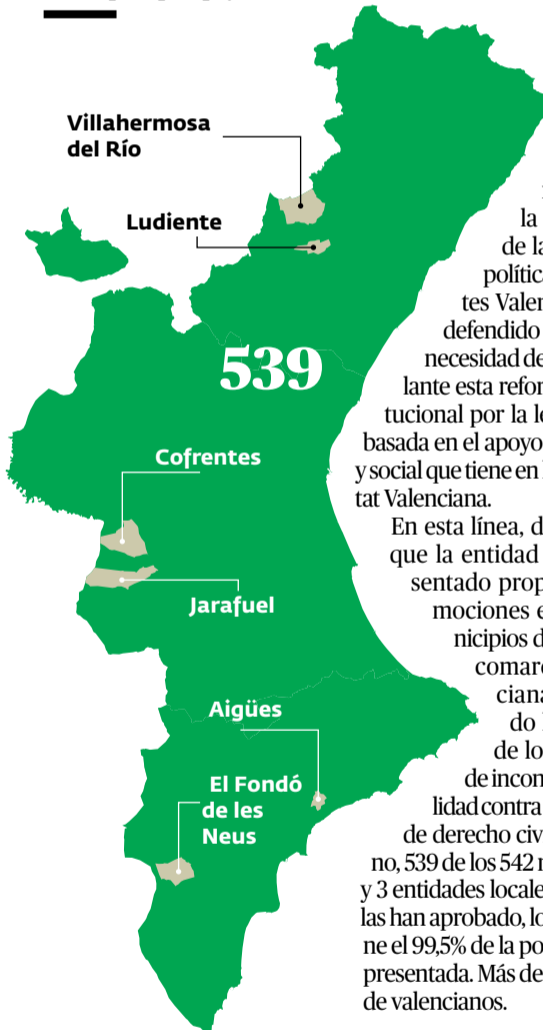 Villahermosa
del Río
Ludiente
539
Cofrentes
Jarafuel
Aigües
El Fondó
de les
Neus
la
de la
política
tes Valen
defendido
necesidad de
lante esta refor
tucional por la le
basada en el apoyo
y social que tiene en
tat Valenciana.
En esta línea, d
que la entidad
sentado prop
mociones e
nicipios d
comarc
ciana
do
de lo
de incon
lidad contra
de derecho civ
no, 539 de los 542 m
y 3 entidades locale
las han aprobado, lo
ne el 99,5% de la po
presentada. Más de
de valencianos.